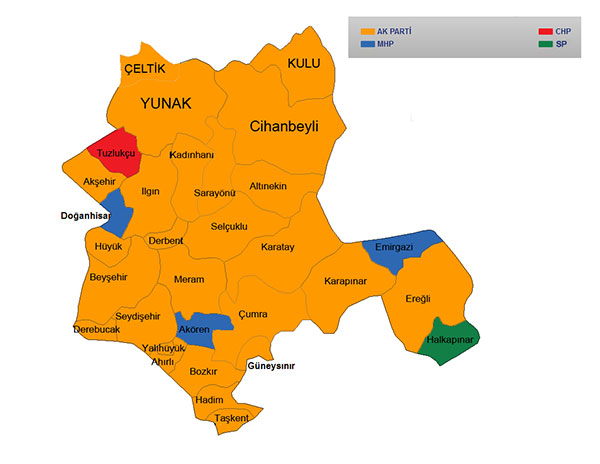 AK PARTİ
CHP
MHP
SP
KULU
ÇELTİK
YUNAK
Cihanbeyli
Tuzlukçu
Kadınhanı
Akşehir
Ilgın
Sarayönü
Altınekin
Doğanhisar
Selçuklu
Hüyük
Derbent
Karatay
Emirgazi
Beyşehir
Meram
Karapınar
Ereğli
Seydişehir
Çumra
Derebucak
Akören
Halkapınar
Yalıhüyük
Ahırlı
Güneysınır
Bozkır
Hadim
Taşkent